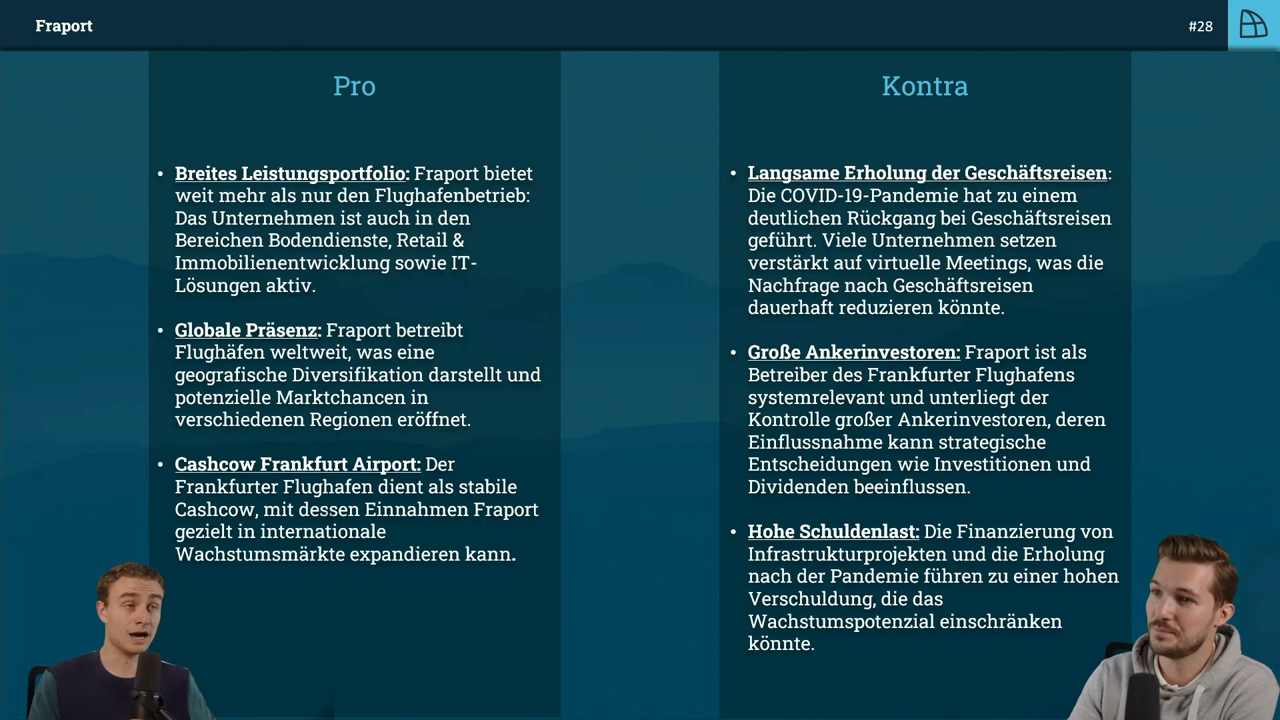 Fraport
#28
Pro
• Breites Leistungsportfolio: Fraport bietet
weit mehr als nur den Flughafenbetrieb:
Das Unternehmen ist auch in den
Bereichen Bodendienste, Retail &
Immobilienentwicklung sowie IT-
Lösungen aktiv.
• Globale Präsenz: Fraport betreibt
Flughäfen weltweit, was eine
geografische Diversifikation darstellt und
potenzielle Marktchancen in
verschiedenen Regionen eröffnet.
• Cashcow Frankfurt Airport: Der
Frankfurter Flughafen dient als stabile
Cashcow, mit dessen Einnahmen Fraport
gezielt in internationale
Wachstumsmärkte expandieren kann.
Kontra
• Langsame Erholung der Geschäftsreisen:
Die COVID-19-Pandemie hat zu einem
deutlichen Rückgang bei Geschäftsreisen
geführt. Viele Unternehmen setzen
verstärkt auf virtuelle Meetings, was die
Nachfrage nach Geschäftsreisen
dauerhaft reduzieren könnte.
• Große Ankerinvestoren: Fraport ist als
Betreiber des Frankfurter Flughafens
systemrelevant und unterliegt der
Kontrolle großer Ankerinvestoren, deren
Einflussnahme kann strategische
Entscheidungen wie Investitionen und
Dividenden beeinflussen.
• Hohe Schuldenlast: Die Finanzierung von
Infrastrukturprojekten und die Erholung
nach der Pandemie führen zu einer hohen
Verschuldung, die das
Wachstumspotenzial einschränken
könnte.